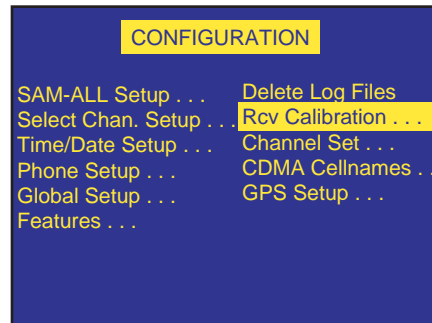 CONFIGURATION
SAM-ALL Setup . . .
Select Chan. Setup . . .
Time/Date Setup . . .
Phone Setup . . .
Global Setup . . .
Features . . .
Delete Log Files
Rcv Calibration . . .
Channel Set . . .
CDMA Cellnames . .
GPS Setup . . .